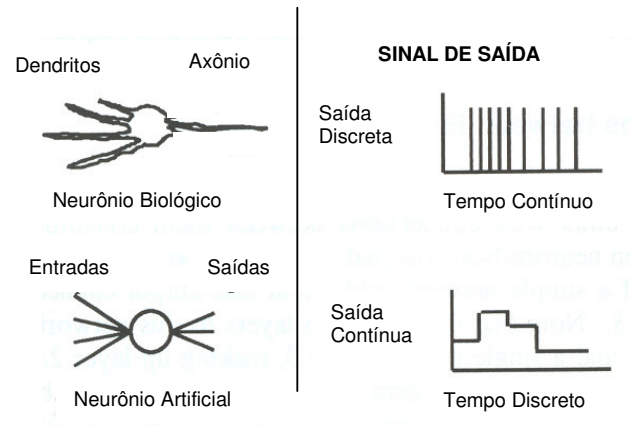 Dendritos
Axônio
Neurônio Biológico
Entradas
Saídas
Neurônio Artificial
SINAL DE SAÍDA
Saída
Discreta
Tempo Contínuo
Saída
Contínua
Tempo Discreto